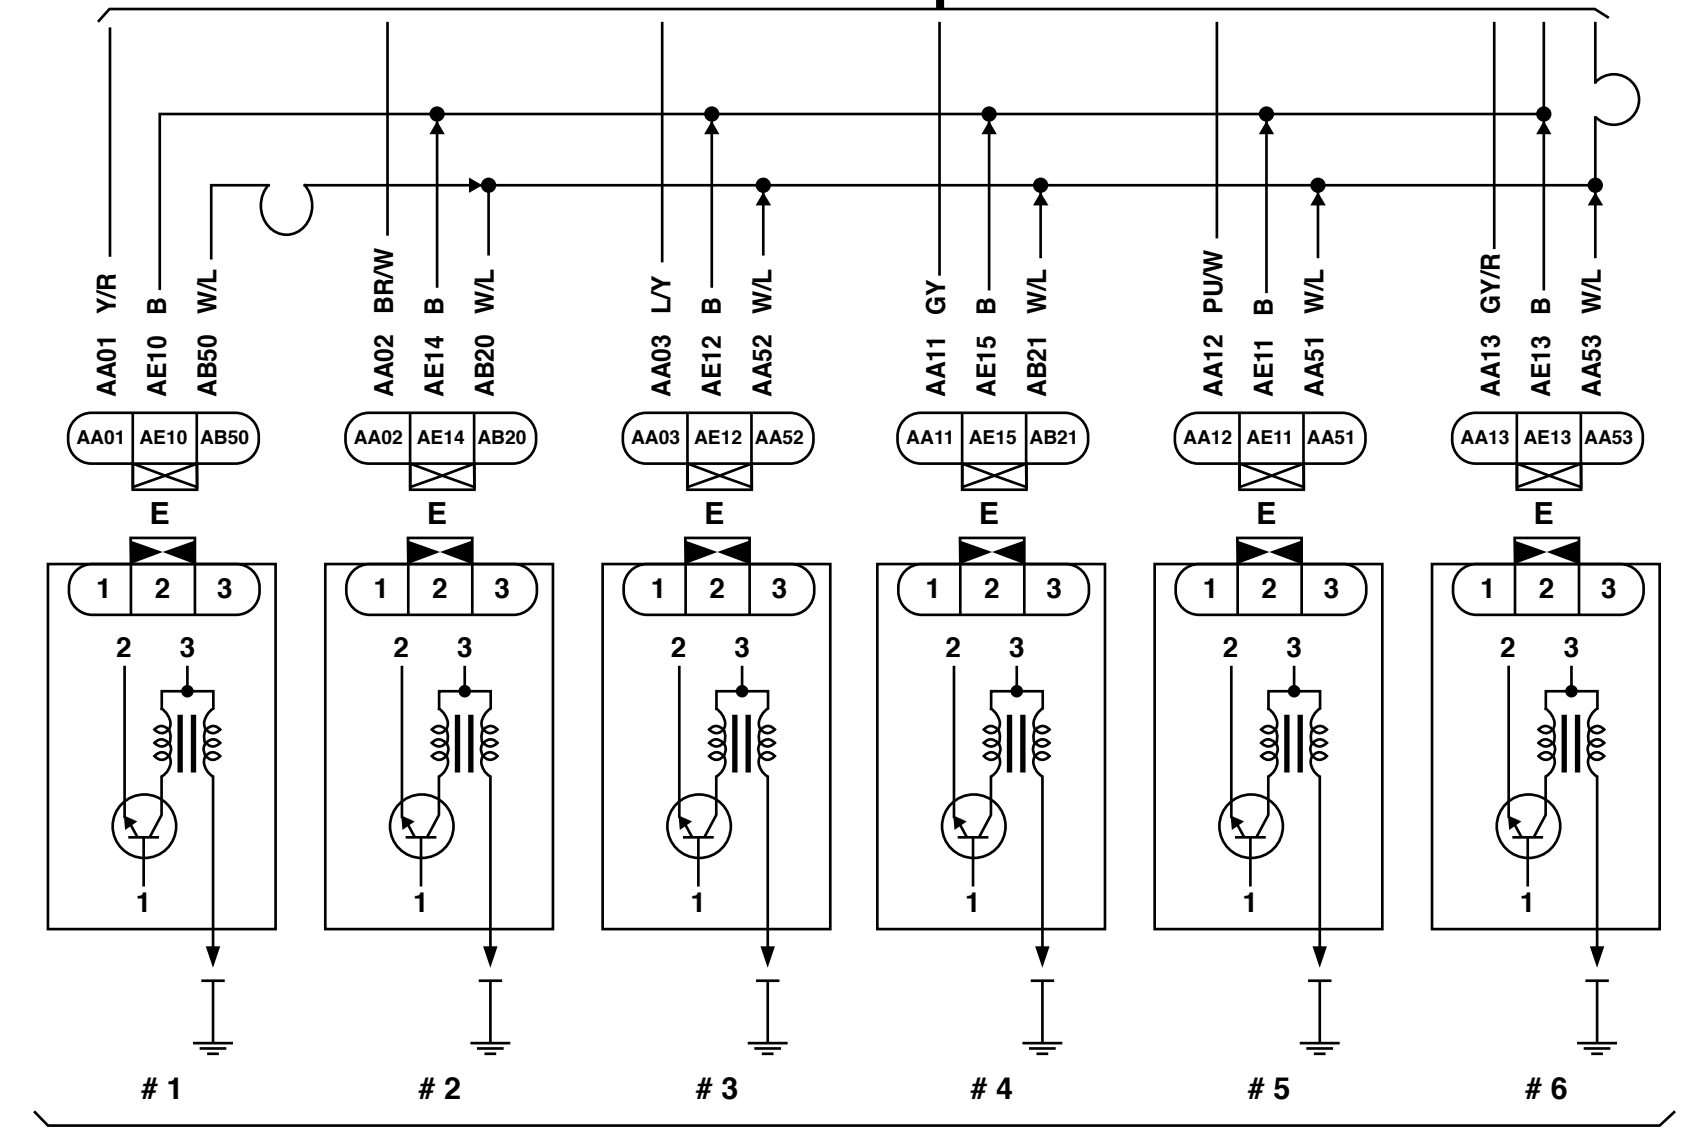 AA01 Y/R
AE10 B
AB50 W/L
AA02 BR/W
AE14 B
AB20 W/L
AA03 L/Y
AE12 B
AA52 W/L
AA11 GY
AE15 B
AB21 W/L
AA12 PU/W
AE11 B
AA51 W/L
AA13 GY/R
AE13 B
AA53 W/L
AA01 AE10 AB50 AA02 AE14 AB20 AA03 AE12 AA52 AA11 AE15 AB21 AA12 AE11 AA51 AA13 AE13 AA53
E E E E E E
1 2 3 1 2 3 1 2 3 1 2 3 1 2 3 1 2 3
2 3 2 3 2 3 2 3 2 3 2 3
1 1 1 1 1 1
# 1 # 2 # 3 # 4 # 5 # 6